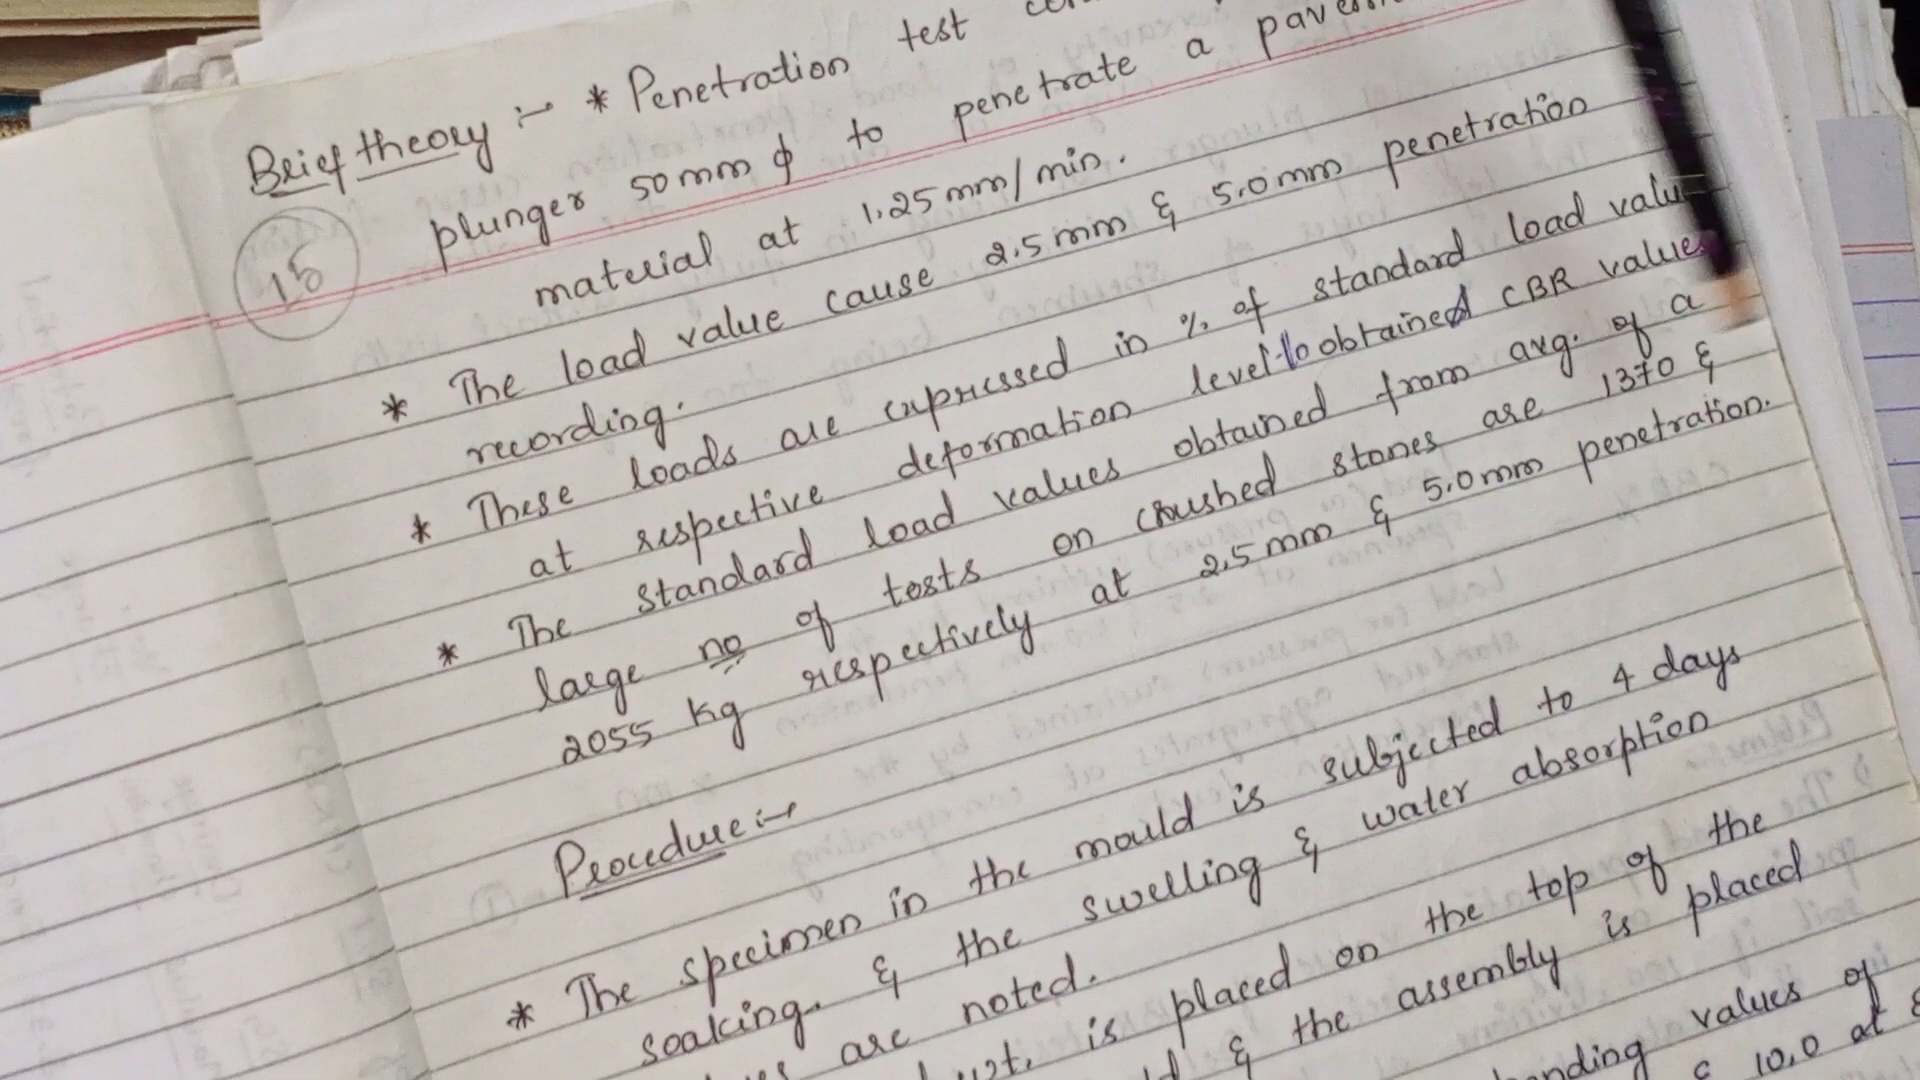 Brief theory :- * Penetration test
plunger 50 mm ϕ to penetrate a
material at 1.25 mm/min.
* The load value cause 2.5 mm & 5.0 mm penetration
recording.
* These loads are expressed in % of standard load
at respective deformation level to obtained CBR value
* The standard load values obtained from avg. of a
large no of tests on crushed stones are 1370 &
2055 kg respectively at 2.5 mm & 5.0 mm penetration.
15
Procedure :-
* The specimen in the mould is subjected to 4 days
soaking. & the swelling & water absorption
are noted.
is placed on the top of the
& the assembly is placed
values of
10.0 at